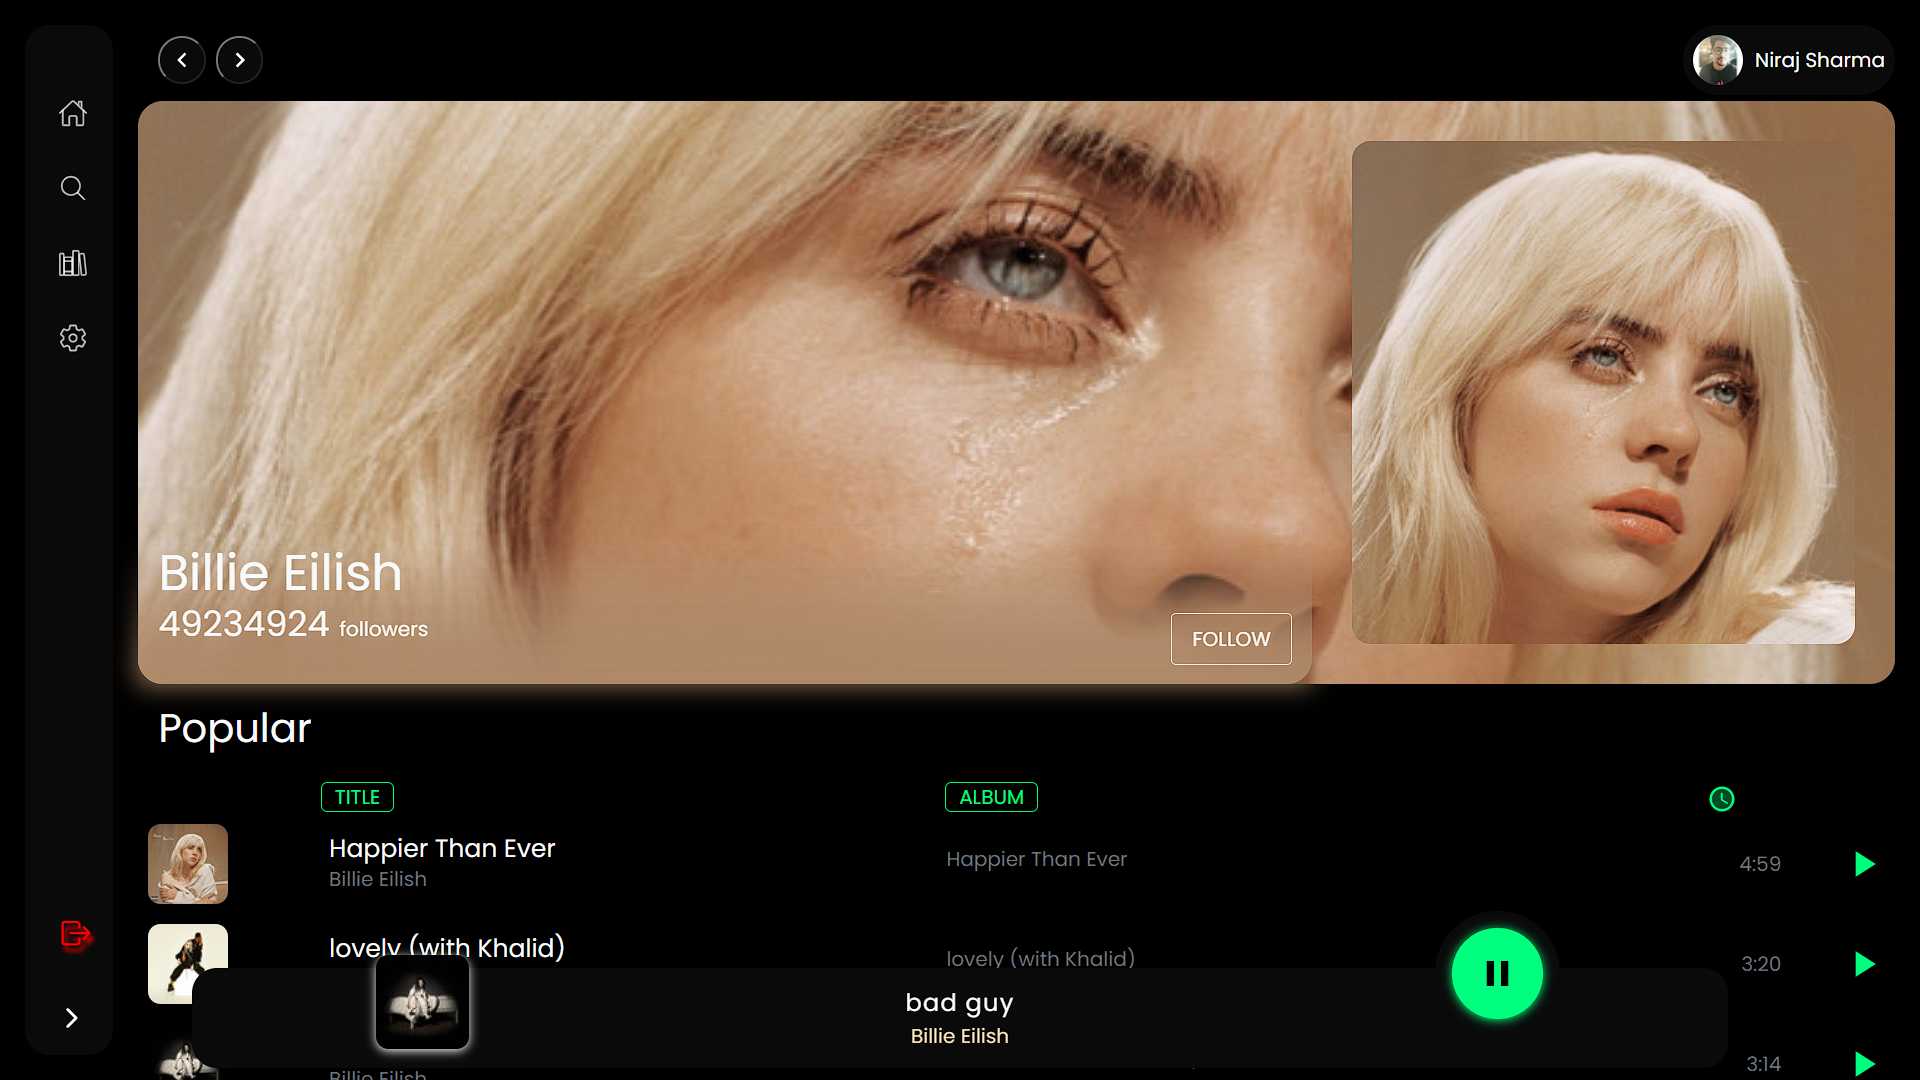 Niraj Sharma
Billie Eilish
49234924 followers
FOLLOW
Popular
TITLE ALBUM
Happier Than Ever
Billie Eilish
Happier Than Ever
4:59
lovely (with Khalid)
lovely (with Khalid)
3:20
bad guy
Billie Eilish
Billie Eilish
3:14